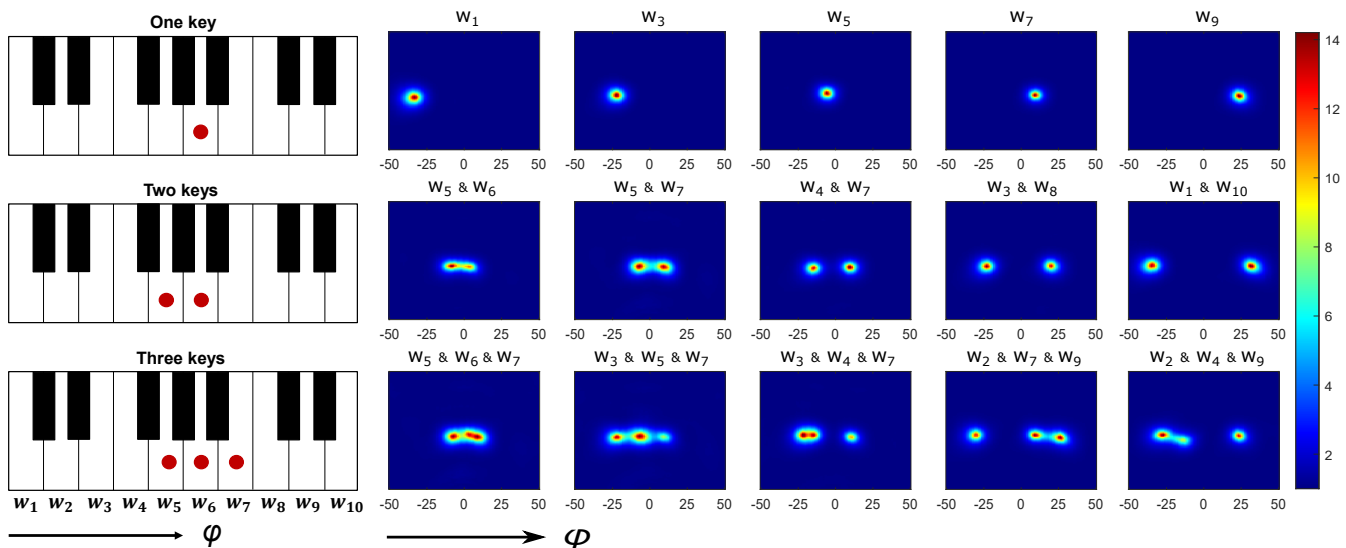 One key
w₁ w₃ w₅ w₇ w₉
-50 -25 0 25 50 -50 -25 0 25 50 -50 -25 0 25 50 -50 -25 0 25 50 -50 -25 0 25 50
Two keys
w₅ & w₆ w₅ & w₇ w₄ & w₇ w₃ & w₈ w₁ & w₁₀
-50 -25 0 25 50 -50 -25 0 25 50 -50 -25 0 25 50 -50 -25 0 25 50 -50 -25 0 25 50
Three keys
w₅ & w₆ & w₇ w₃ & w₅ & w₇ w₃ & w₄ & w₇ w₂ & w₇ & w₉ w₂ & w₄ & w₉
-50 -25 0 25 50 -50 -25 0 25 50 -50 -25 0 25 50 -50 -25 0 25 50 -50 -25 0 25 50
w₁ w₂ w₃ w₄ w₅ w₆ w₇ w₈ w₉ w₁₀
φ
φ
14
12
10
8
6
4
2